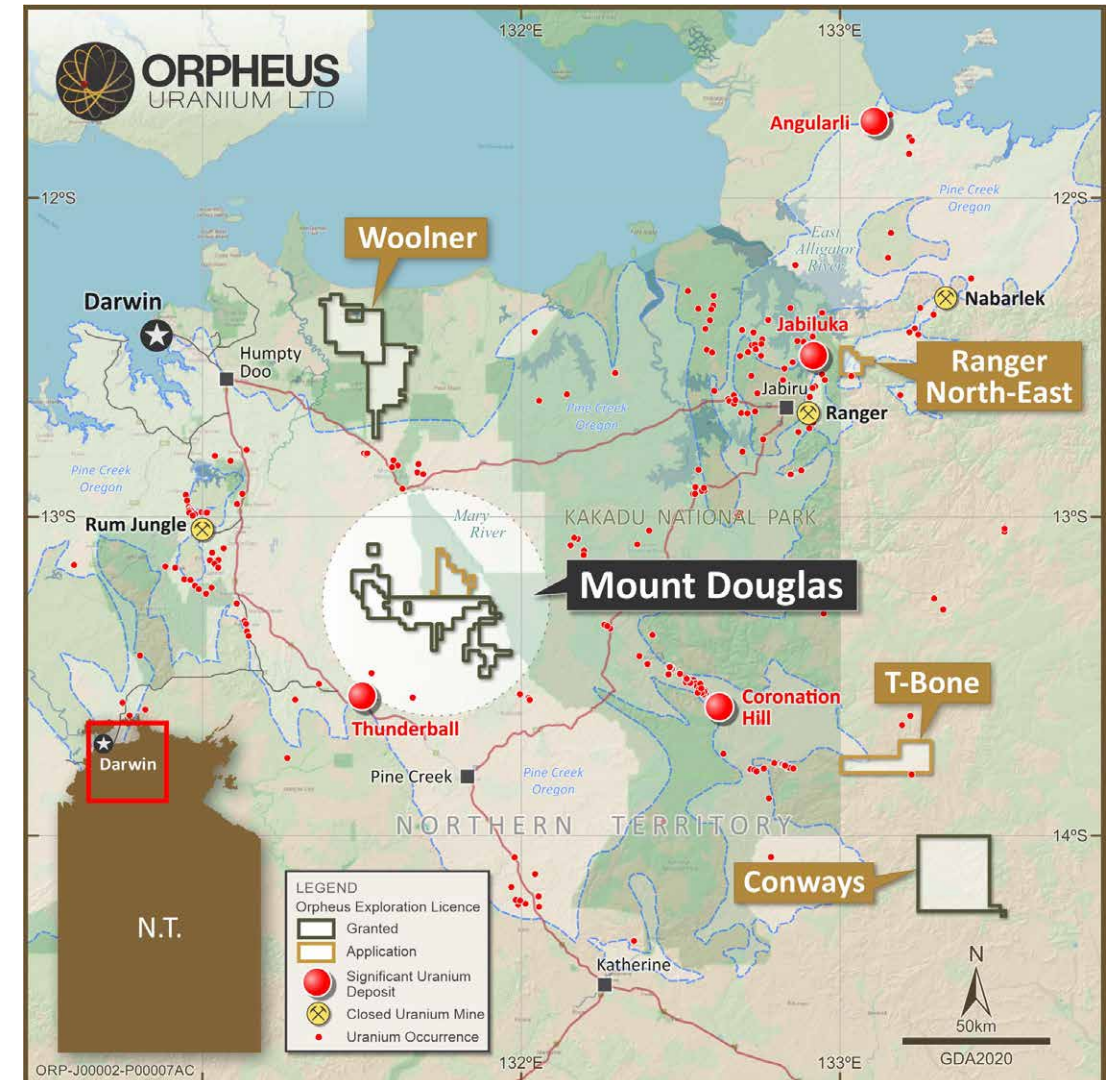 132°E
133°E
ORPHEUS
URANIUM LTD
Angularli
12°S
12°S
Pine Creek
Oregon
Woolner
East
Alligator
River
Darwin
Nabarlek
Humpty
Doo
Jabiluka
Ranger
North-East
Jabiru
Ranger
Pine Creek
Oregon
Pine Creek
Oregon
Rum Jungle
13°S
13°S
Mary
River
KAKADU NATIONAL PARK
Mount Douglas
T-Bone
Coronation
Hill
Thunderball
Darwin
Pine Creek
Pine Creek
Oregon
NORTHERN TERRITORY
14°S
Conways
N.T.
LEGEND
Orpheus Exploration Licence
Granted
Application
Significant Uranium
Deposit
Closed Uranium Mine
Uranium Occurrence
Katherine
N
50km
GDA2020
ORP-J00002-P00007AC
132°E
133°E